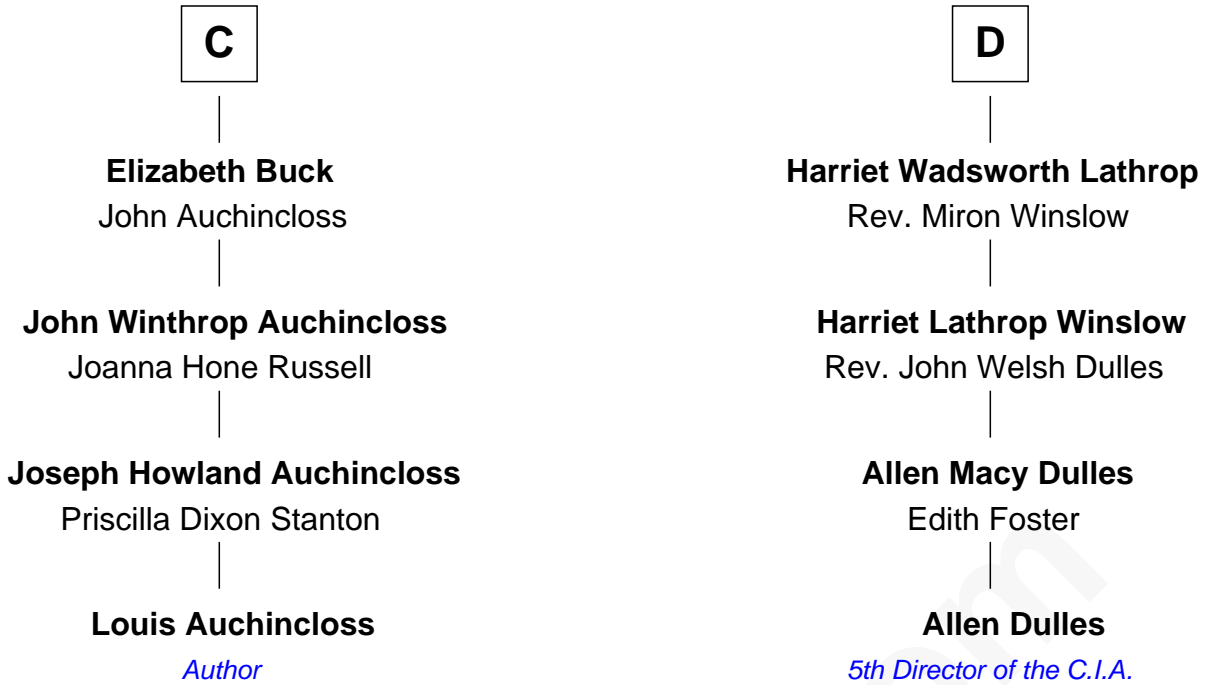 C
Elizabeth Buck
John Auchincloss
John Winthrop Auchincloss
Joanna Hone Russell
Joseph Howland Auchincloss
Priscilla Dixon Stanton
Louis Auchincloss
Author
D
Harriet Wadsworth Lathrop
Rev. Miron Winslow
Harriet Lathrop Winslow
Rev. John Welsh Dulles
Allen Macy Dulles
Edith Foster
Allen Dulles
5th Director of the C.I.A.